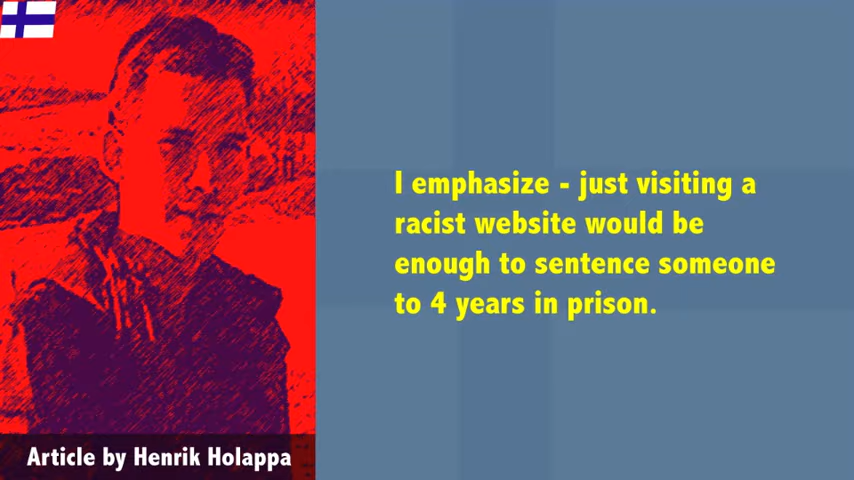 I emphasize - just visiting a
racist website would be
enough to sentence someone
to 4 years in prison.
Article by Henrik Holappa